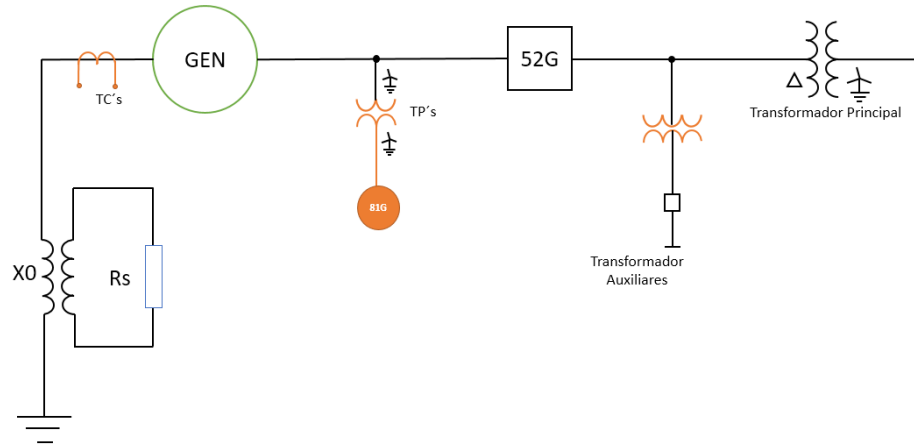 GEN
52G
TC´s
TP´s
Transformador Principal
81G
Transformador
Auxiliares
X0
Rs